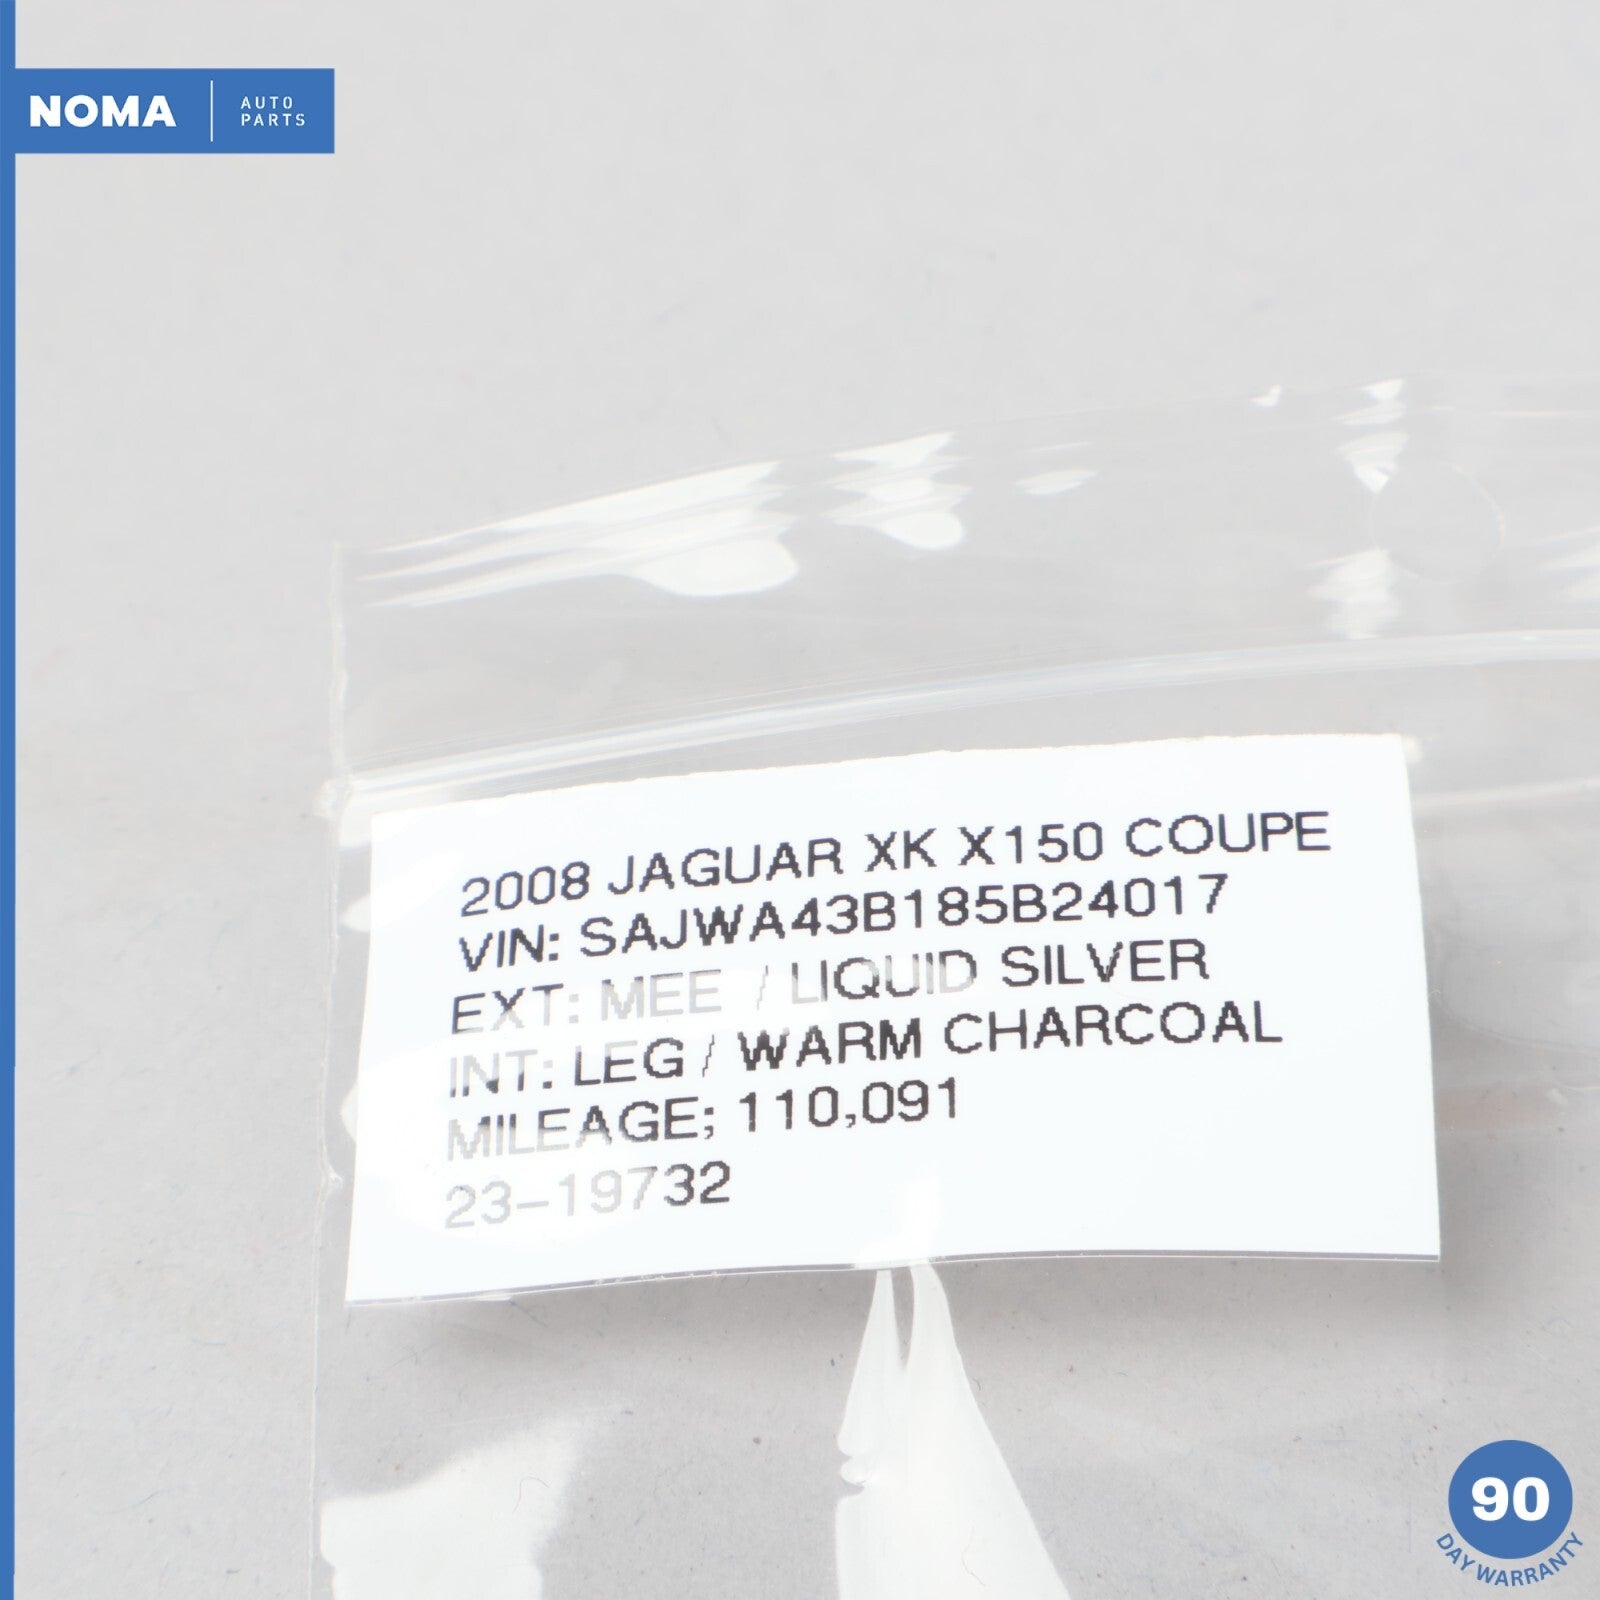 NOMA
AUTO
PARTS
2008 JAGUAR XK X150 COUPE
VIN: SAJWA43B185B24017
EXT: MEE / LIQUID SILVER
INT: LEG / WARM CHARCOAL
MILEAGE; 110,091
23-19732
90
DAY WARRANTY